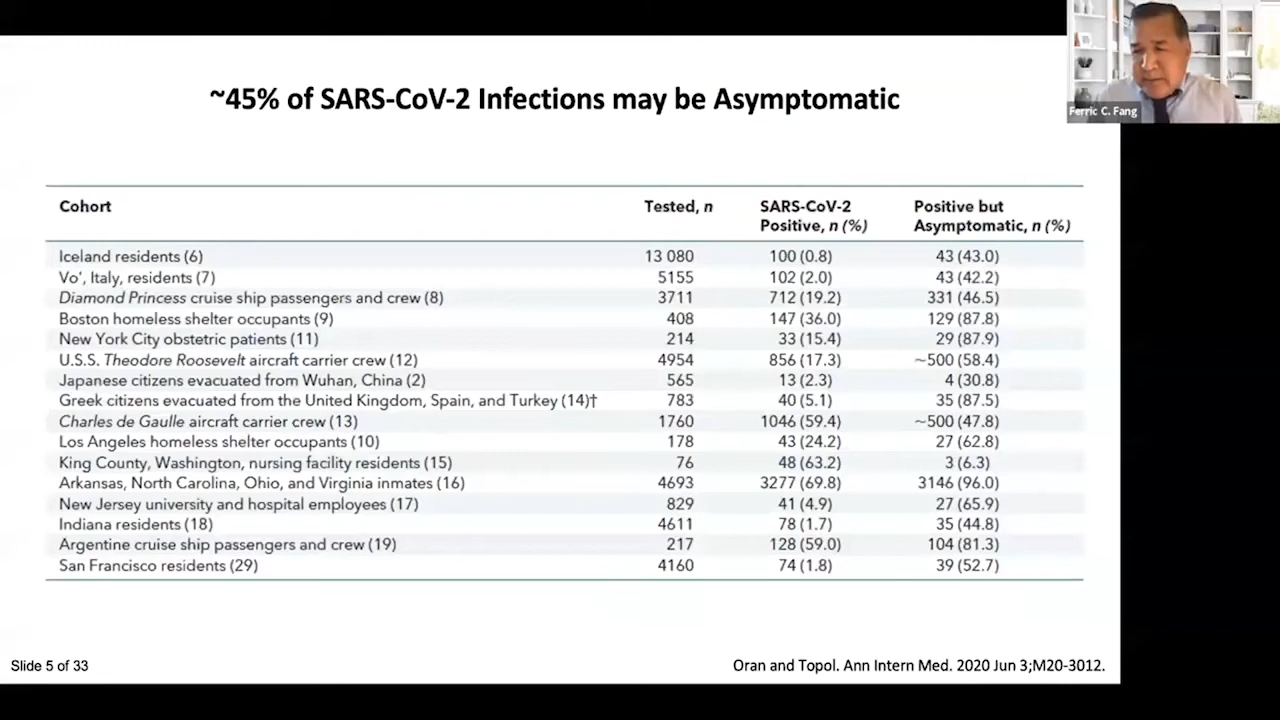 Ferric C. Fang
~45% of SARS-CoV-2 Infections may be Asymptomatic
Cohort Tested, n SARS-CoV-2 Positive, n (%) Positive but Asymptomatic, n (%)
Iceland residents (6) 13 080 100 (0.8) 43 (43.0)
Vo', Italy, residents (7) 5155 102 (2.0) 43 (42.2)
Diamond Princess cruise ship passengers and crew (8) 3711 712 (19.2) 331 (46.5)
Boston homeless shelter occupants (9) 408 147 (36.0) 129 (87.8)
New York City obstetric patients (11) 214 33 (15.4) 29 (87.9)
U.S.S. Theodore Roosevelt aircraft carrier crew (12) 4954 856 (17.3) ~500 (58.4)
Japanese citizens evacuated from Wuhan, China (2) 565 13 (2.3) 4 (30.8)
Greek citizens evacuated from the United Kingdom, Spain, and Turkey (14)† 783 40 (5.1) 35 (87.5)
Charles de Gaulle aircraft carrier crew (13) 1760 1046 (59.4) ~500 (47.8)
Los Angeles homeless shelter occupants (10) 178 43 (24.2) 27 (62.8)
King County, Washington, nursing facility residents (15) 76 48 (63.2) 3 (6.3)
Arkansas, North Carolina, Ohio, and Virginia inmates (16) 4693 3277 (69.8) 3146 (96.0)
New Jersey university and hospital employees (17) 829 41 (4.9) 27 (65.9)
Indiana residents (18) 4611 78 (1.7) 35 (44.8)
Argentine cruise ship passengers and crew (19) 217 128 (59.0) 104 (81.3)
San Francisco residents (29) 4160 74 (1.8) 39 (52.7)
Slide 5 of 33
Oran and Topol. Ann Intern Med. 2020 Jun 3;M20-3012.